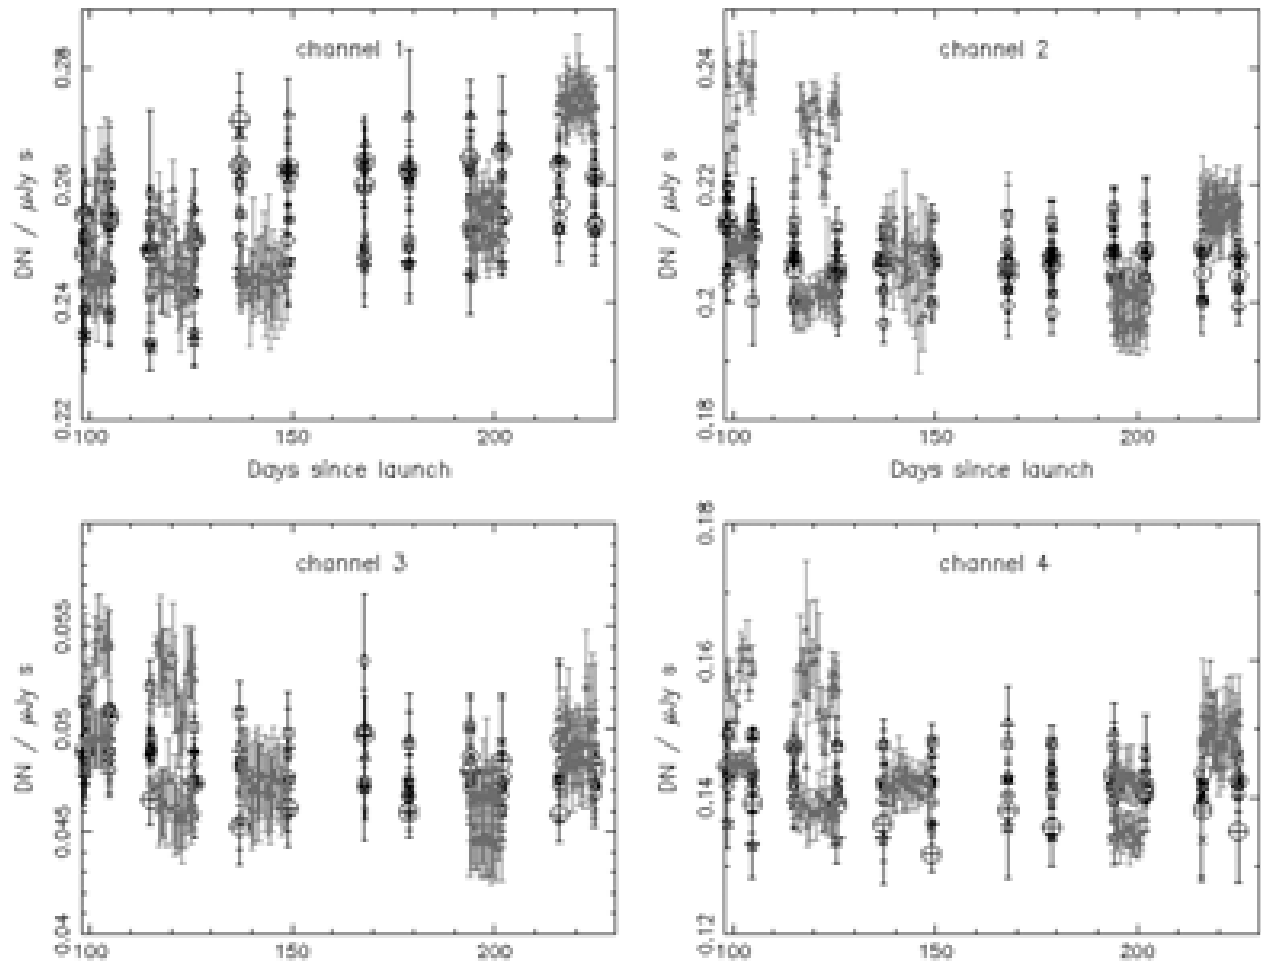 channel 1
0.28
0.26
0.24
0.22
DN / μJy s
100 150 200
Days since launch
channel 2
0.24
0.22
0.2
0.18
DN / μJy s
100 150 200
Days since launch
channel 3
0.055
0.05
0.045
0.04
DN / μJy s
100 150 200
channel 4
0.18
0.16
0.14
0.12
DN / μJy s
100 150 200